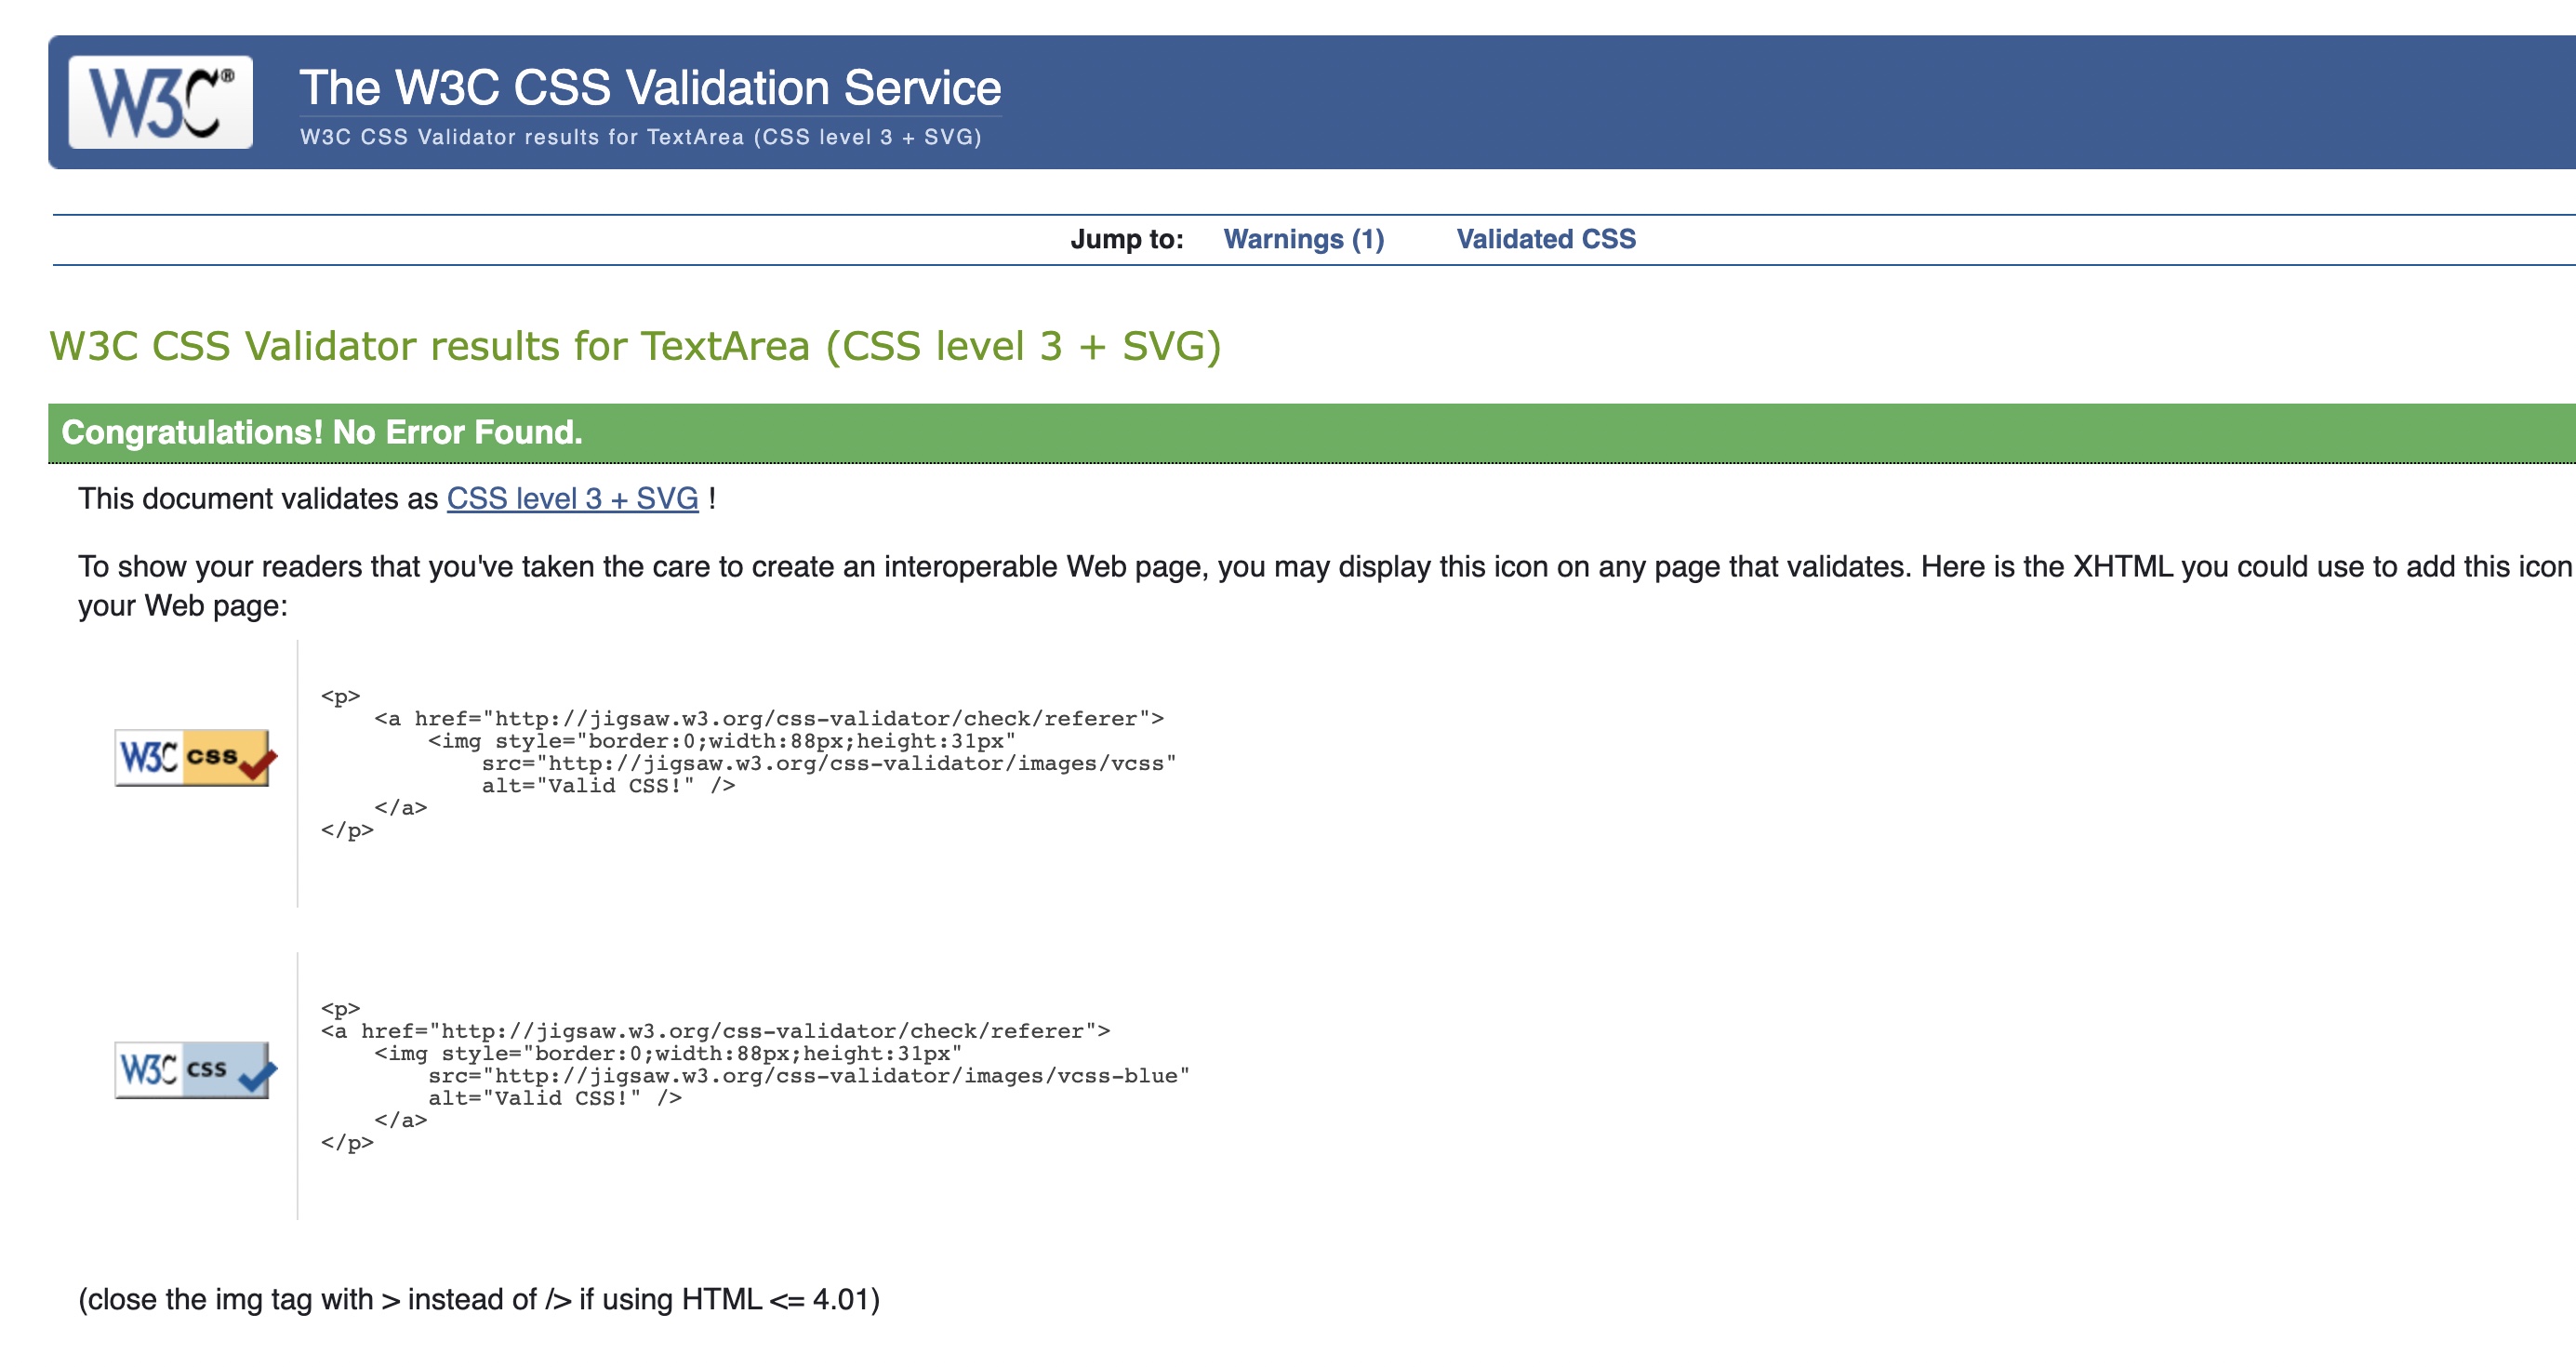 W3C®
The W3C CSS Validation Service
W3C CSS Validator results for TextArea (CSS level 3 + SVG)
Jump to: Warnings (1) Validated CSS
W3C CSS Validator results for TextArea (CSS level 3 + SVG)
Congratulations! No Error Found.
This document validates as CSS level 3 + SVG !
To show your readers that you've taken the care to create an interoperable Web page, you may display this icon on any page that validates. Here is the XHTML you could use to add this icon
your Web page:
W3C css
<p>
    <a href="http://jigsaw.w3.org/css-validator/check/referer">
        <img style="border:0;width:88px;height:31px"
            src="http://jigsaw.w3.org/css-validator/images/vcss"
            alt="Valid CSS!" />
    </a>
</p>
W3C css
<p>
<a href="http://jigsaw.w3.org/css-validator/check/referer">
    <img style="border:0;width:88px;height:31px"
        src="http://jigsaw.w3.org/css-validator/images/vcss-blue"
        alt="Valid CSS!" />
    </a>
</p>
(close the img tag with > instead of /> if using HTML <= 4.01)